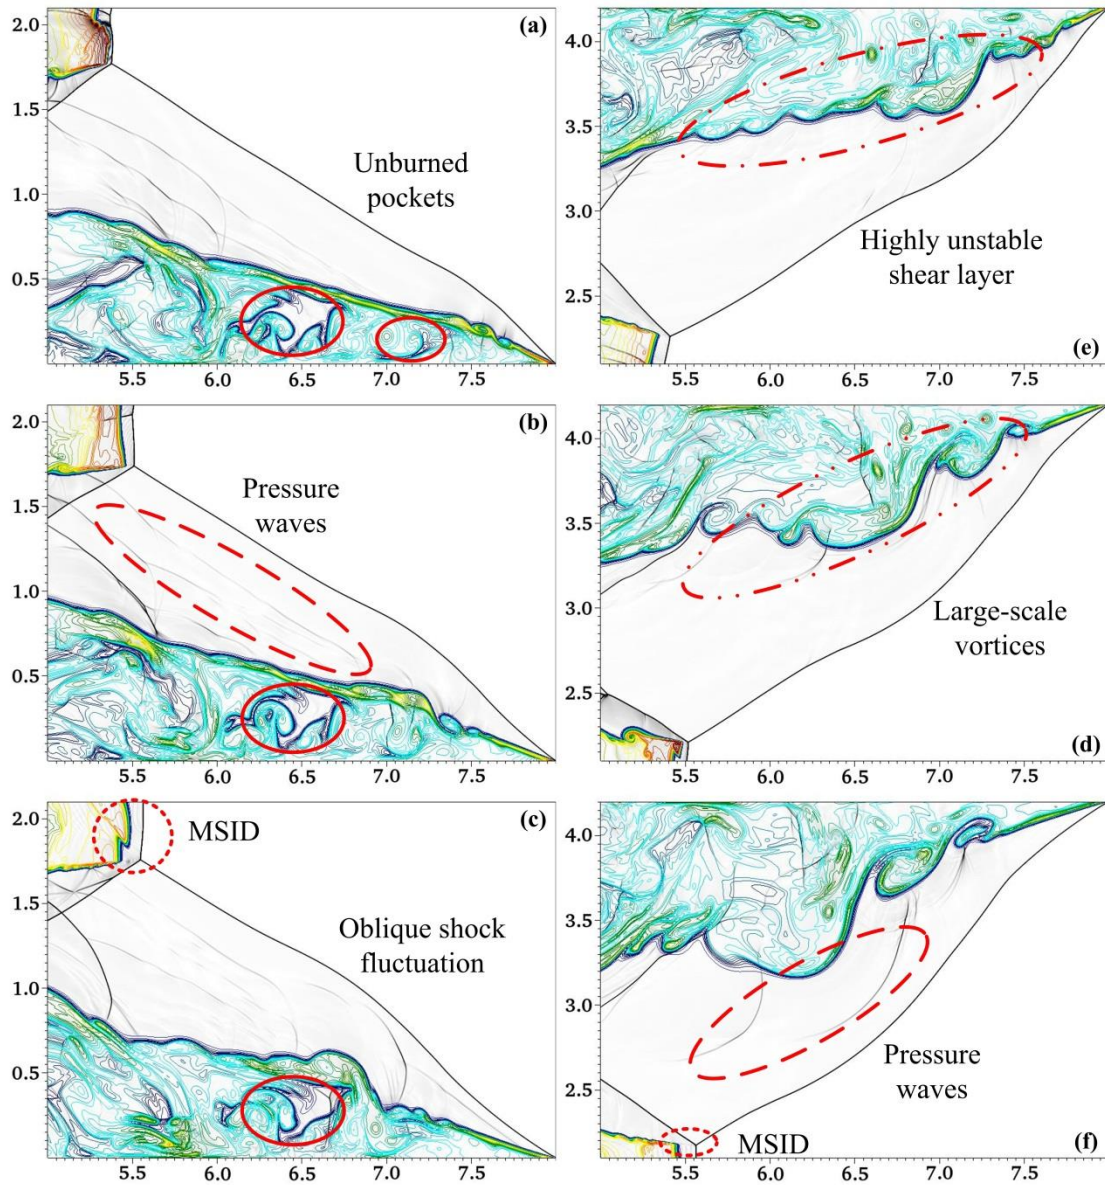 2.0
1.5
1.0
0.5
(a)
Unburned
pockets
5.5 6.0 6.5 7.0 7.5
4.0
3.5
3.0
2.5
Highly unstable
shear layer
(e)
5.5 6.0 6.5 7.0 7.5
2.0
1.5
1.0
0.5
(b)
Pressure
waves
5.5 6.0 6.5 7.0 7.5
4.0
3.5
3.0
2.5
Large-scale
vortices
(d)
5.5 6.0 6.5 7.0 7.5
2.0
1.5
1.0
0.5
MSID
(c)
Oblique shock
fluctuation
5.5 6.0 6.5 7.0 7.5
4.0
3.5
3.0
2.5
Pressure
waves
MSID
(f)
5.5 6.0 6.5 7.0 7.5